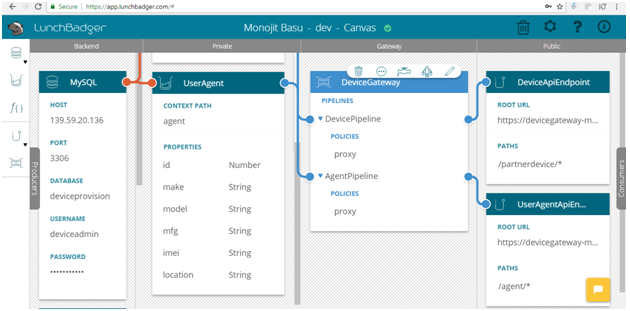 Secure https://app.lunchbadger.com/#
LunchBadger
Monojit Basu - dev - Canvas
Backend Private Gateway Public
Producers
MySQL
HOST
139.59.20.136
PORT
3306
DATABASE
deviceprovision
USERNAME
deviceadmin
PASSWORD
•••••••••••
f()
UserAgent
CONTEXT PATH
agent
PROPERTIES
id Number
make String
model String
mfg String
imei String
location String
DeviceGateway
PIPELINES
DevicePipeline
POLICIES
proxy
AgentPipeline
POLICIES
proxy
DeviceApiEndpoint
ROOT URL
https://devicegateway-m...
PATHS
/partnerdevice/*
UserAgentApiEn...
ROOT URL
https://devicegateway-m...
PATHS
/agent/*
Consumers